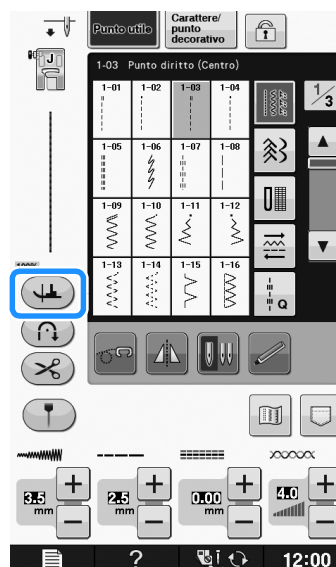 Punto utile
Carattere/
punto
decorativo
J
1-03 Punto diritto (Centro)
1/3
1-01 1-02 1-03 1-04
1-05 1-06 1-07 1-08
1-09 1-10 1-11 1-12
1-13 1-14 1-15 1-16
Q
100%
3.5 mm
2.5 mm
0.00 mm
4.0
?
12:00